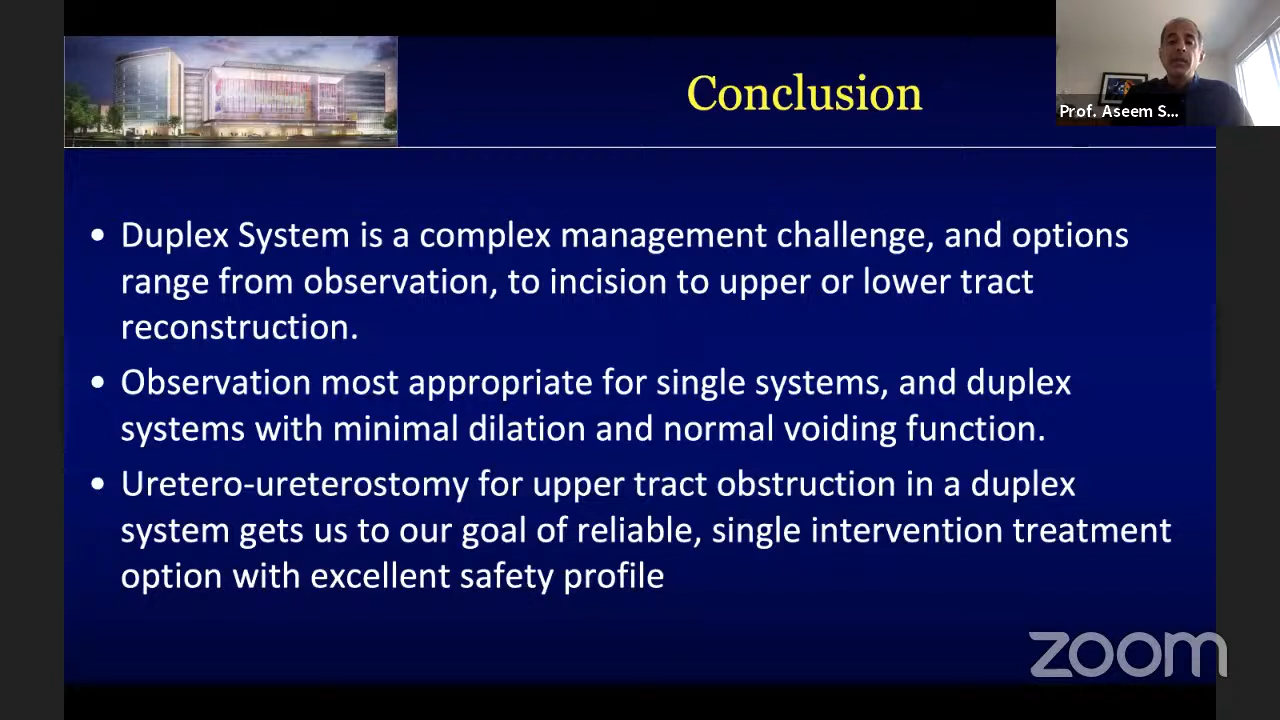 Conclusion
Prof. Aseem S...
• Duplex System is a complex management challenge, and options
range from observation, to incision to upper or lower tract
reconstruction.
• Observation most appropriate for single systems, and duplex
systems with minimal dilation and normal voiding function.
• Uretero-ureterostomy for upper tract obstruction in a duplex
system gets us to our goal of reliable, single intervention treatment
option with excellent safety profile
zoom